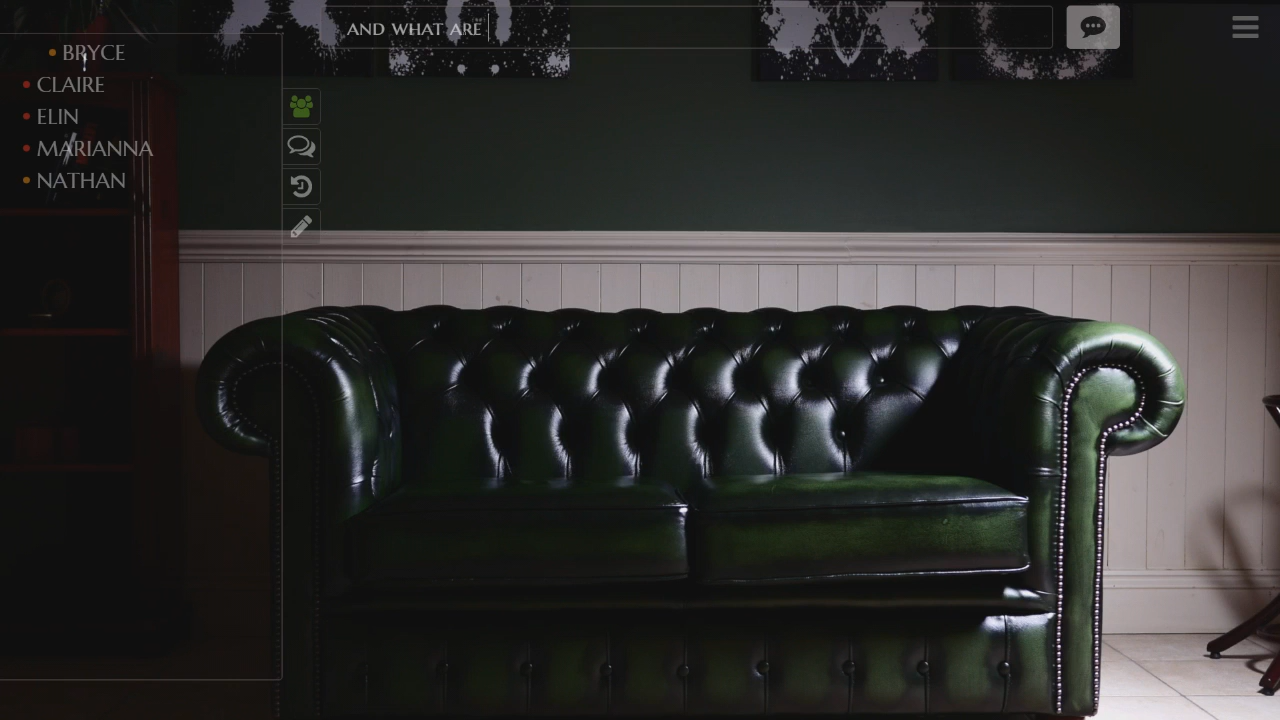 AND WHAT ARE
BRYCE
CLAIRE
ELIN
MARIANNA
NATHAN